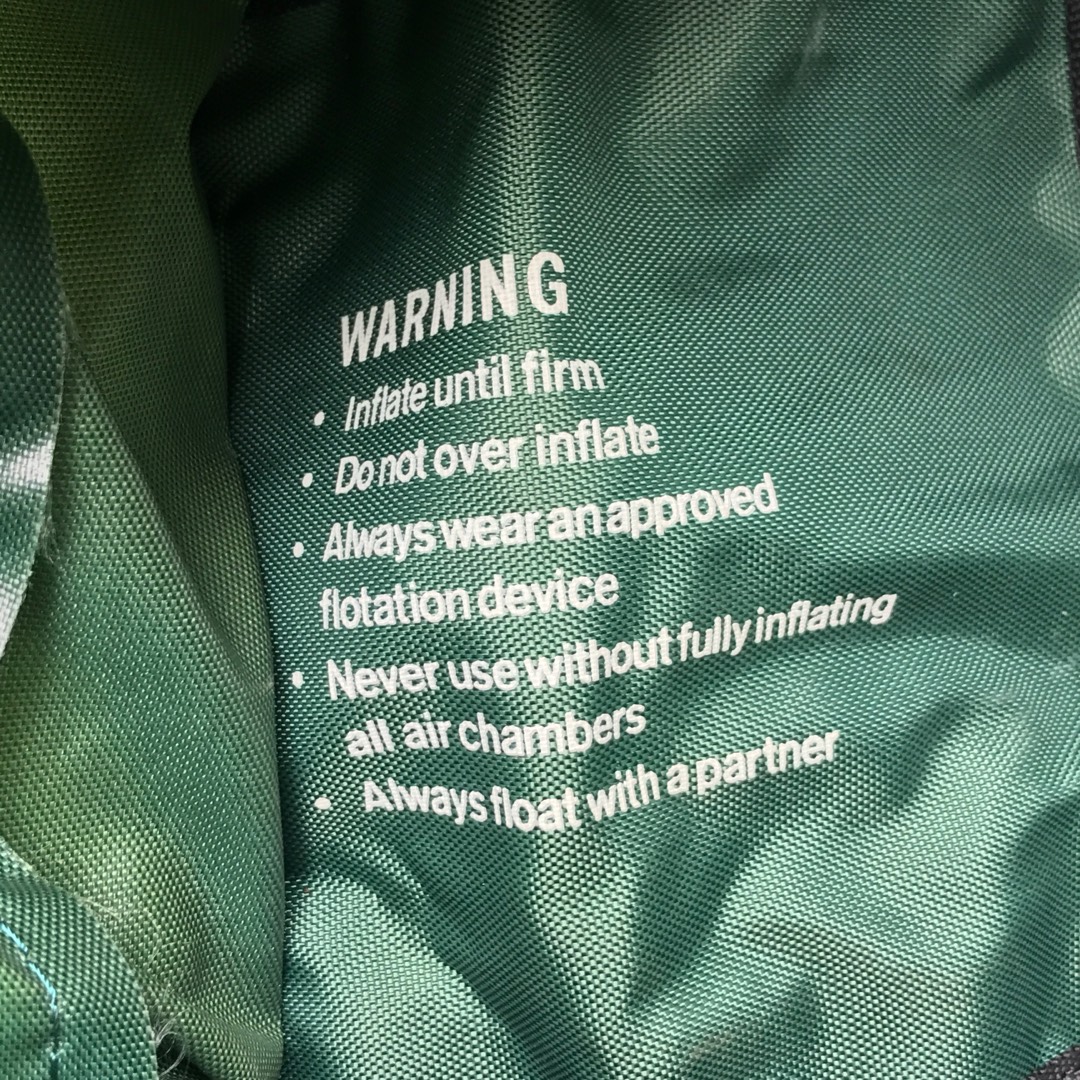 WARNING
• Inflate until firm
• Do not over inflate
• Always wear an approved
flotation device
• Never use without fully inflating
all air chambers
• Always float with a partner